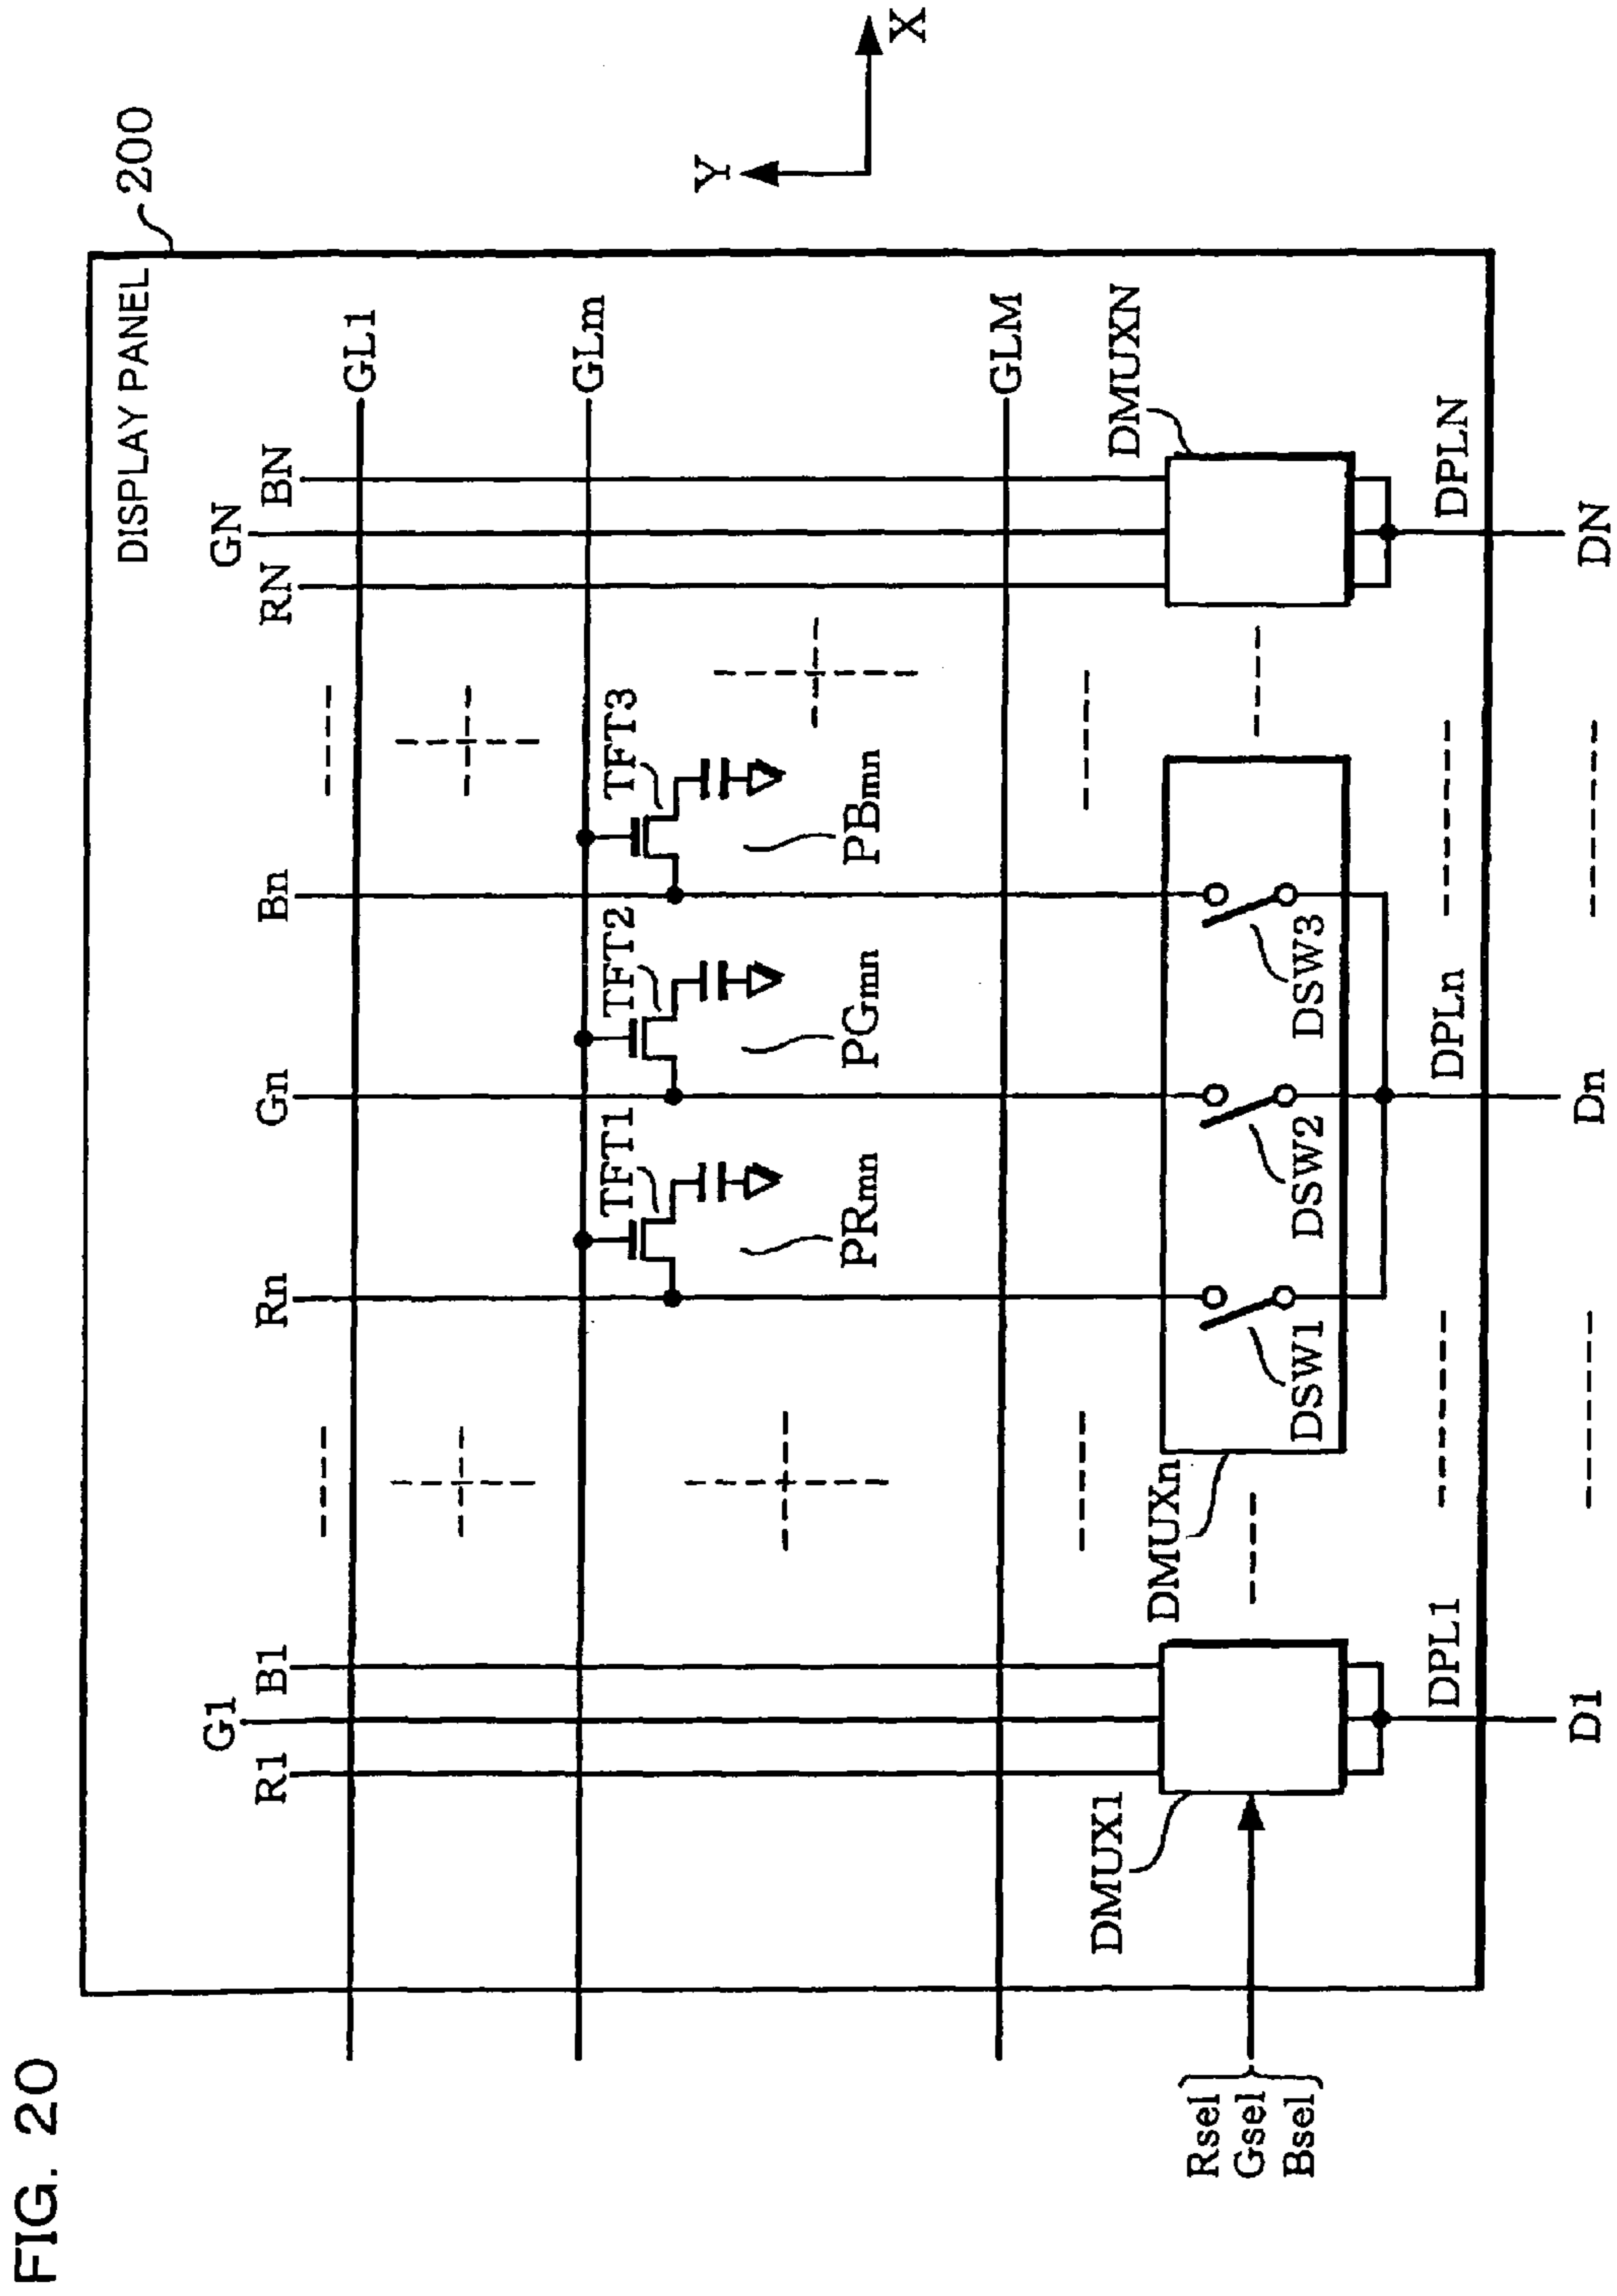 FIG. 20
DISPLAY PANEL
200
G1
R1
B1
Rn
Gn
Bn
GN
RN
BN
GL1
TFT1
TFT2
TFT3
GLm
PRmn
PGmn
PBmn
GLM
Y
X
DMUX1
DMUXn
DMUXN
Rsel
Gsel
Bsel
DSW1
DSW2
DSW3
DPL1
DPLn
DPLN
D1
Dn
DN